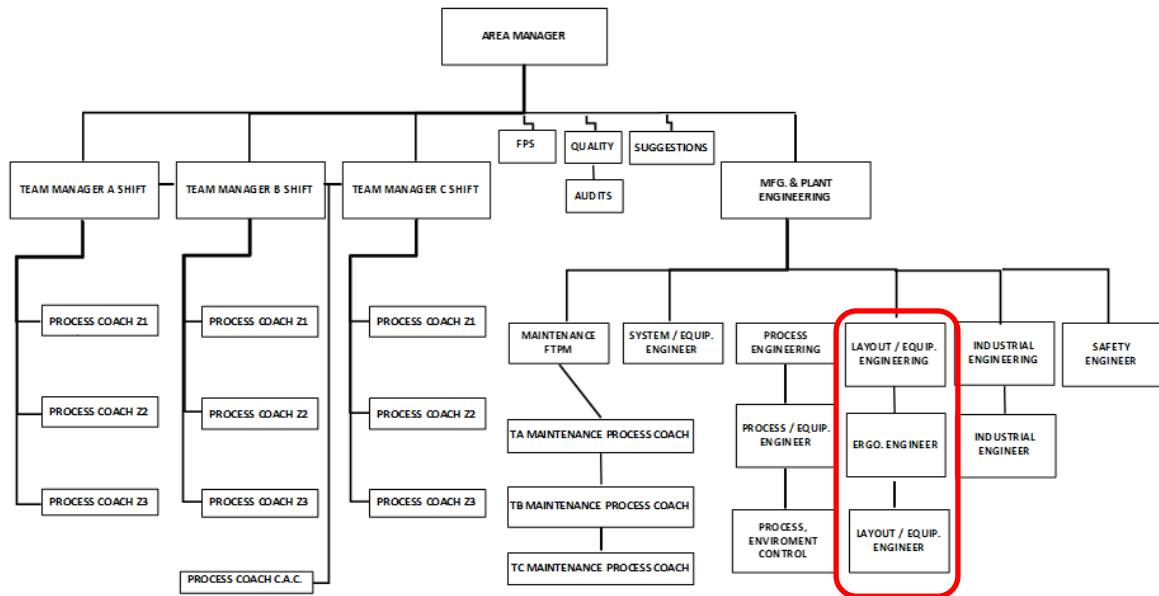 AREA MANAGER
FPS
QUALITY
SUGGESTIONS
TEAM MANAGER A SHIFT
TEAM MANAGER B SHIFT
TEAM MANAGER C SHIFT
AUDITS
MFG. & PLANT
ENGINEERING
PROCESS COACH Z1
PROCESS COACH Z1
PROCESS COACH Z1
MAINTENANCE
FTPM
SYSTEM / EQUIP.
ENGINEER
PROCESS
ENGINEERING
LAYOUT / EQUIP.
ENGINEERING
INDUSTRIAL
ENGINEERING
SAFETY
ENGINEER
PROCESS COACH Z2
PROCESS COACH Z2
PROCESS COACH Z2
TA MAINTENANCE PROCESS COACH
PROCESS / EQUIP.
ENGINEER
ERGO. ENGINEER
INDUSTRIAL
ENGINEER
PROCESS COACH Z3
PROCESS COACH Z3
PROCESS COACH Z3
TB MAINTENANCE PROCESS COACH
PROCESS,
ENVIROMENT
CONTROL
LAYOUT / EQUIP.
ENGINEER
PROCESS COACH C.A.C.
TC MAINTENANCE PROCESS COACH